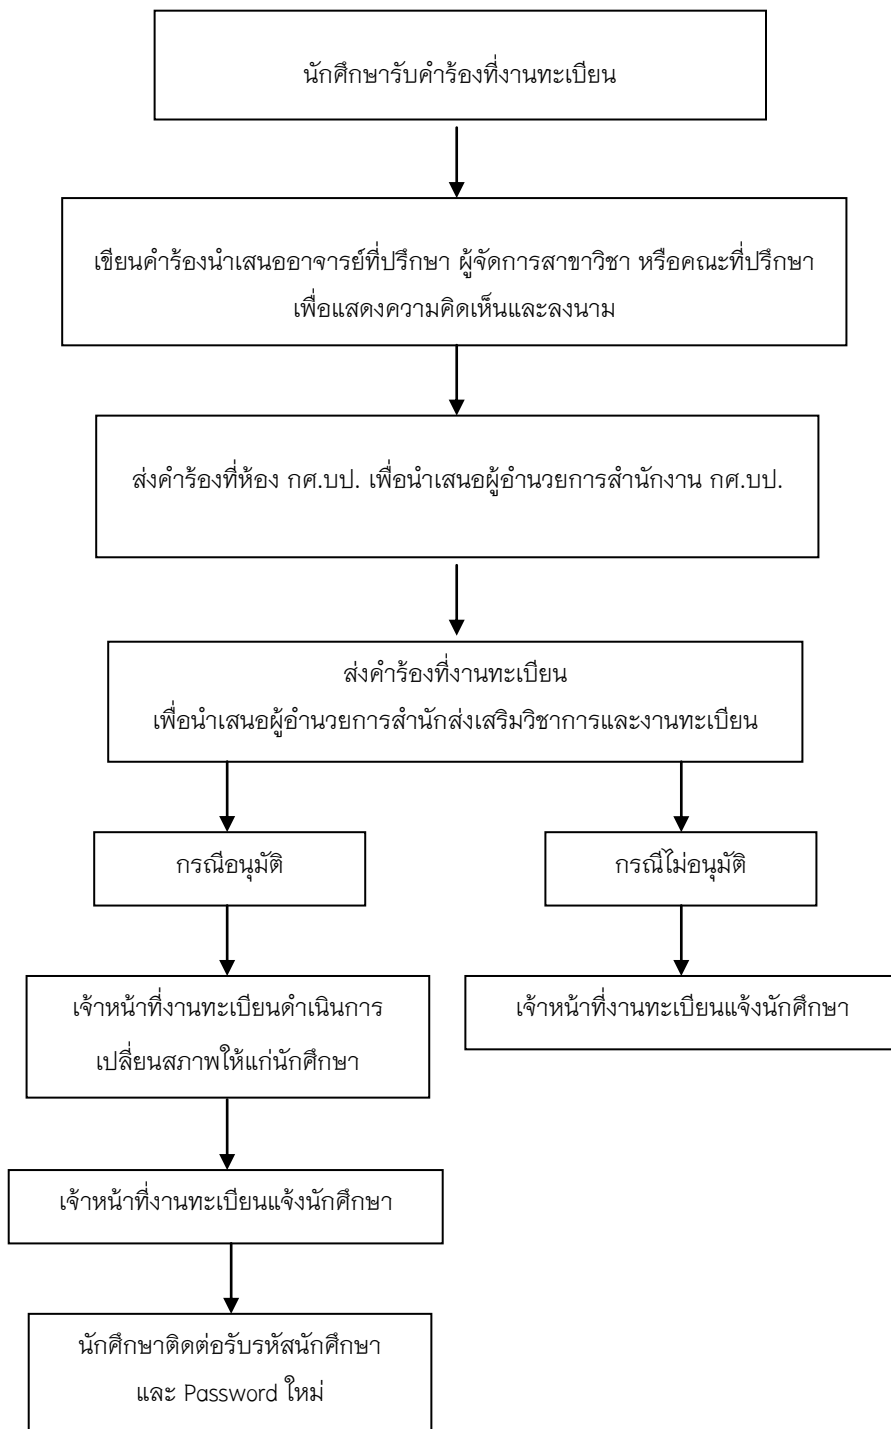 นักศึกษารับคำร้องที่งานทะเบียน
เขียนคำร้องนำเสนออาจารย์ที่ปรึกษา ผู้จัดการสาขาวิชา หรือคณะที่ปรึกษา
เพื่อแสดงความคิดเห็นและลงนาม
ส่งคำร้องที่ห้อง กศ.บป. เพื่อนำเสนอผู้อำนวยการสำนักงาน กศ.บป.
ส่งคำร้องที่งานทะเบียน
เพื่อนำเสนอผู้อำนวยการสำนักส่งเสริมวิชาการและงานทะเบียน
กรณีอนุมัติ
กรณีไม่อนุมัติ
เจ้าหน้าที่งานทะเบียนดำเนินการ
เปลี่ยนสภาพให้แก่นักศึกษา
เจ้าหน้าที่งานทะเบียนแจ้งนักศึกษา
เจ้าหน้าที่งานทะเบียนแจ้งนักศึกษา
นักศึกษาติดต่อรับรหัสนักศึกษา
และ Password ใหม่